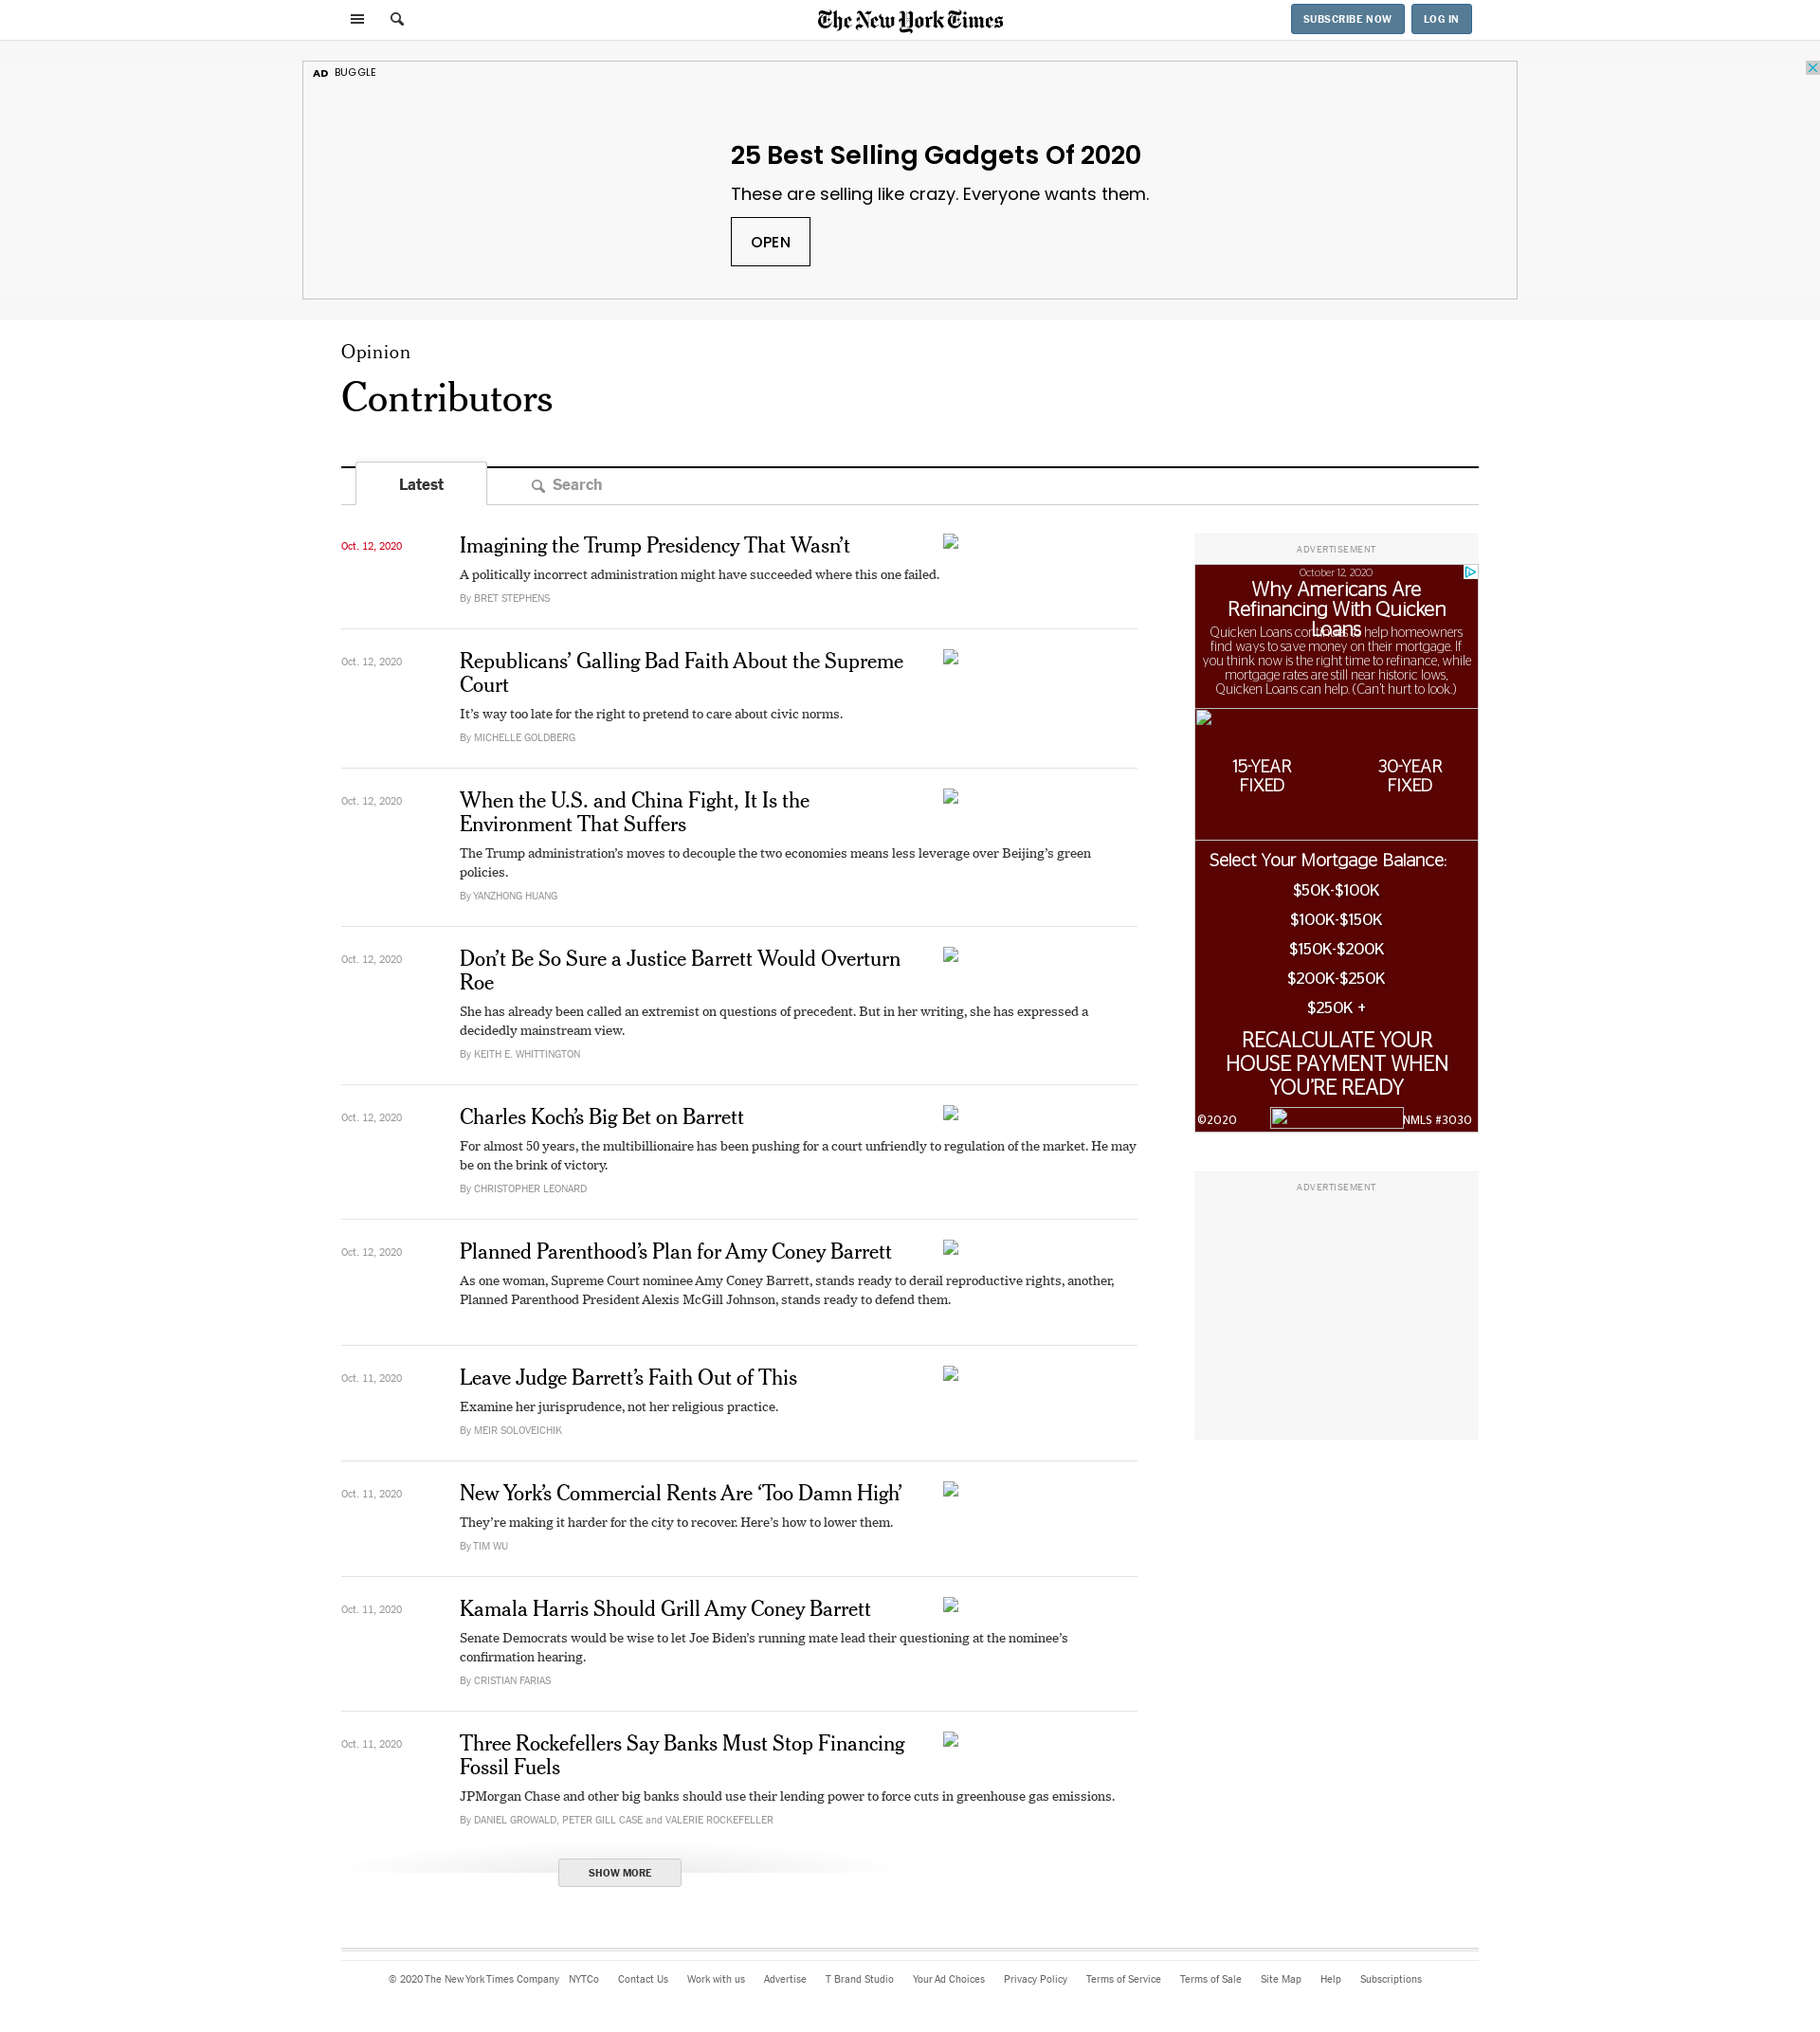 The New York Times
SUBSCRIBE NOW
LOG IN
AD BUGGLE
25 Best Selling Gadgets Of 2020
These are selling like crazy. Everyone wants them.
OPEN
Opinion
Contributors
Latest
Search
Oct. 12, 2020
Imagining the Trump Presidency That Wasn’t
A politically incorrect administration might have succeeded where this one failed.
By BRET STEPHENS
Oct. 12, 2020
Republicans’ Galling Bad Faith About the Supreme
Court
It’s way too late for the right to pretend to care about civic norms.
By MICHELLE GOLDBERG
Oct. 12, 2020
When the U.S. and China Fight, It Is the
Environment That Suffers
The Trump administration’s moves to decouple the two economies means less leverage over Beijing’s green
policies.
By YANZHONG HUANG
Oct. 12, 2020
Don’t Be So Sure a Justice Barrett Would Overturn
Roe
She has already been called an extremist on questions of precedent. But in her writing, she has expressed a
decidedly mainstream view.
By KEITH E. WHITTINGTON
Oct. 12, 2020
Charles Koch’s Big Bet on Barrett
For almost 50 years, the multibillionaire has been pushing for a court unfriendly to regulation of the market. He may
be on the brink of victory.
By CHRISTOPHER LEONARD
Oct. 12, 2020
Planned Parenthood’s Plan for Amy Coney Barrett
As one woman, Supreme Court nominee Amy Coney Barrett, stands ready to derail reproductive rights, another,
Planned Parenthood President Alexis McGill Johnson, stands ready to defend them.
Oct. 11, 2020
Leave Judge Barrett’s Faith Out of This
Examine her jurisprudence, not her religious practice.
By MEIR SOLOVEICHIK
Oct. 11, 2020
New York’s Commercial Rents Are ‘Too Damn High’
They’re making it harder for the city to recover. Here’s how to lower them.
By TIM WU
Oct. 11, 2020
Kamala Harris Should Grill Amy Coney Barrett
Senate Democrats would be wise to let Joe Biden’s running mate lead their questioning at the nominee’s
confirmation hearing.
By CRISTIAN FARIAS
Oct. 11, 2020
Three Rockefellers Say Banks Must Stop Financing
Fossil Fuels
JPMorgan Chase and other big banks should use their lending power to force cuts in greenhouse gas emissions.
By DANIEL GROWALD, PETER GILL CASE and VALERIE ROCKEFELLER
SHOW MORE
ADVERTISEMENT
October 12, 2020
Why Americans Are
Refinancing With Quicken
Loans
Quicken Loans continues to help homeowners
find ways to save money on their mortgage. If
you think now is the right time to refinance, while
mortgage rates are still near historic lows,
Quicken Loans can help. (Can't hurt to look.)
15-YEAR
FIXED
30-YEAR
FIXED
Select Your Mortgage Balance:
$50K-$100K
$100K-$150K
$150K-$200K
$200K-$250K
$250K +
RECALCULATE YOUR
HOUSE PAYMENT WHEN
YOU'RE READY
©2020
NMLS #3030
ADVERTISEMENT
© 2020 The New York Times Company NYTCo Contact Us Work with us Advertise T Brand Studio Your Ad Choices Privacy Policy Terms of Service Terms of Sale Site Map Help Subscriptions